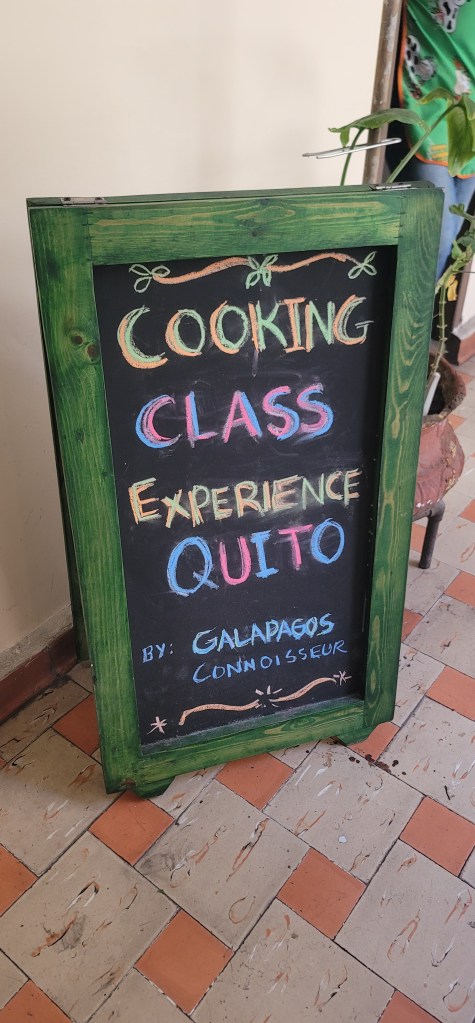 COOKING
CLASS
EXPERIENCE
QUITO
BY: GALAPAGOS
CONNOISSEUR